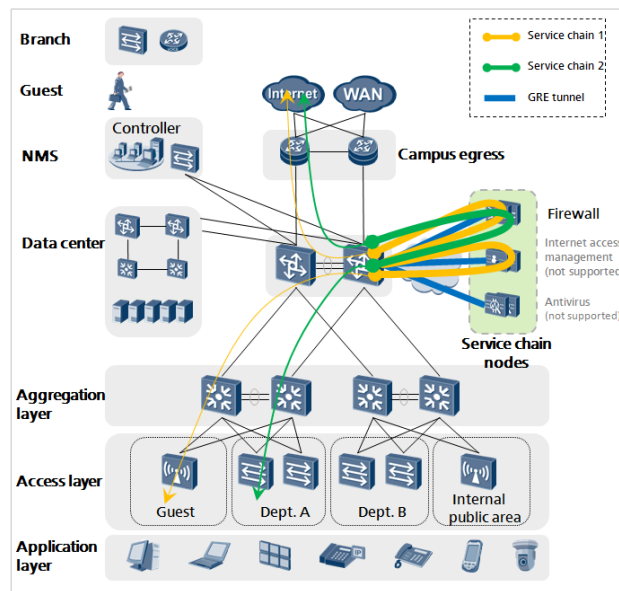 Branch
Service chain 1
Service chain 2
GRE tunnel
Guest
Internet
WAN
Controller
NMS
Campus egress
Data center
Firewall
Internet access
management
(not supported)
Antivirus
(not supported)
Service chain
nodes
Aggregation
layer
Access layer
Guest
Dept. A
Dept. B
Internal
public area
Application
layer
IP